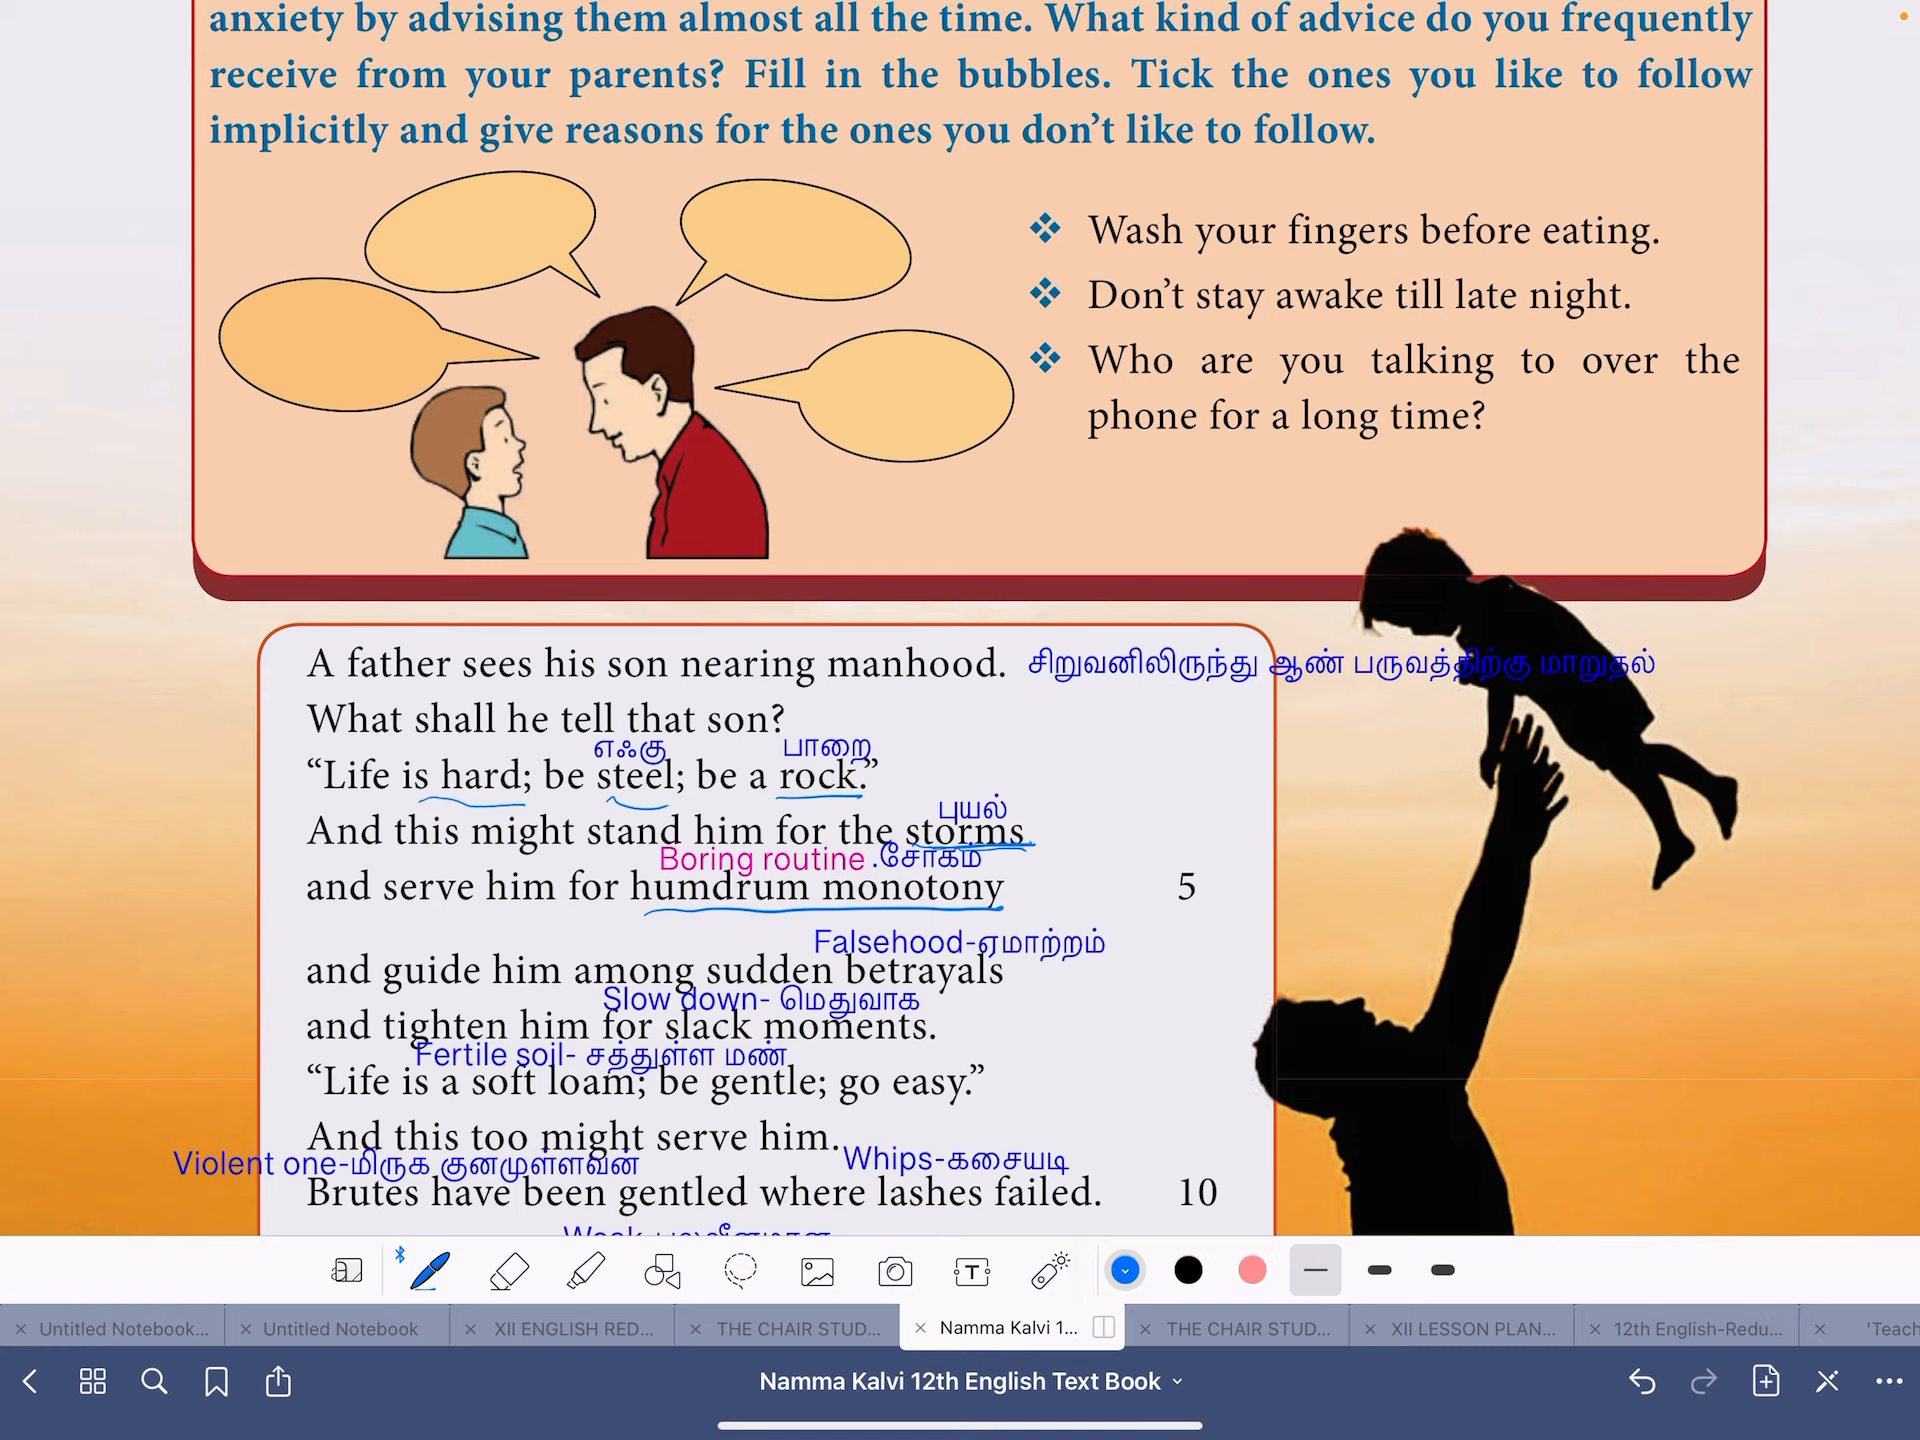 anxiety by advising them almost all the time. What kind of advice do you frequently
receive from your parents? Fill in the bubbles. Tick the ones you like to follow
implicitly and give reasons for the ones you don’t like to follow.
❖ Wash your fingers before eating.
❖ Don’t stay awake till late night.
❖ Who are you talking to over the
phone for a long time?
A father sees his son nearing manhood. சிறுவனிலிருந்து ஆண் பருவத்திற்கு மாறுதல்
What shall he tell that son?
எஃகு பாறை
“Life is hard; be steel; be a rock.”
புயல்
And this might stand him for the storms
Boring routine .சோகம்
and serve him for humdrum monotony 5
Falsehood-ஏமாற்றம்
and guide him among sudden betrayals
Slow down- மெதுவாக
and tighten him for slack moments.
Fertile soil- சத்துள்ள மண்
“Life is a soft loam; be gentle; go easy.”
And this too might serve him.
Violent one-மிருக குனமுள்ளவன் Whips-கசையடி
Brutes have been gentled where lashes failed. 10
Weak-பலவீனமான
T
× Untitled Notebook... × Untitled Notebook × XII ENGLISH RED... × THE CHAIR STUD... × Namma Kalvi 1... × THE CHAIR STUD... × XII LESSON PLAN... × 12th English-Redu... × 'Teach
Namma Kalvi 12th English Text Book